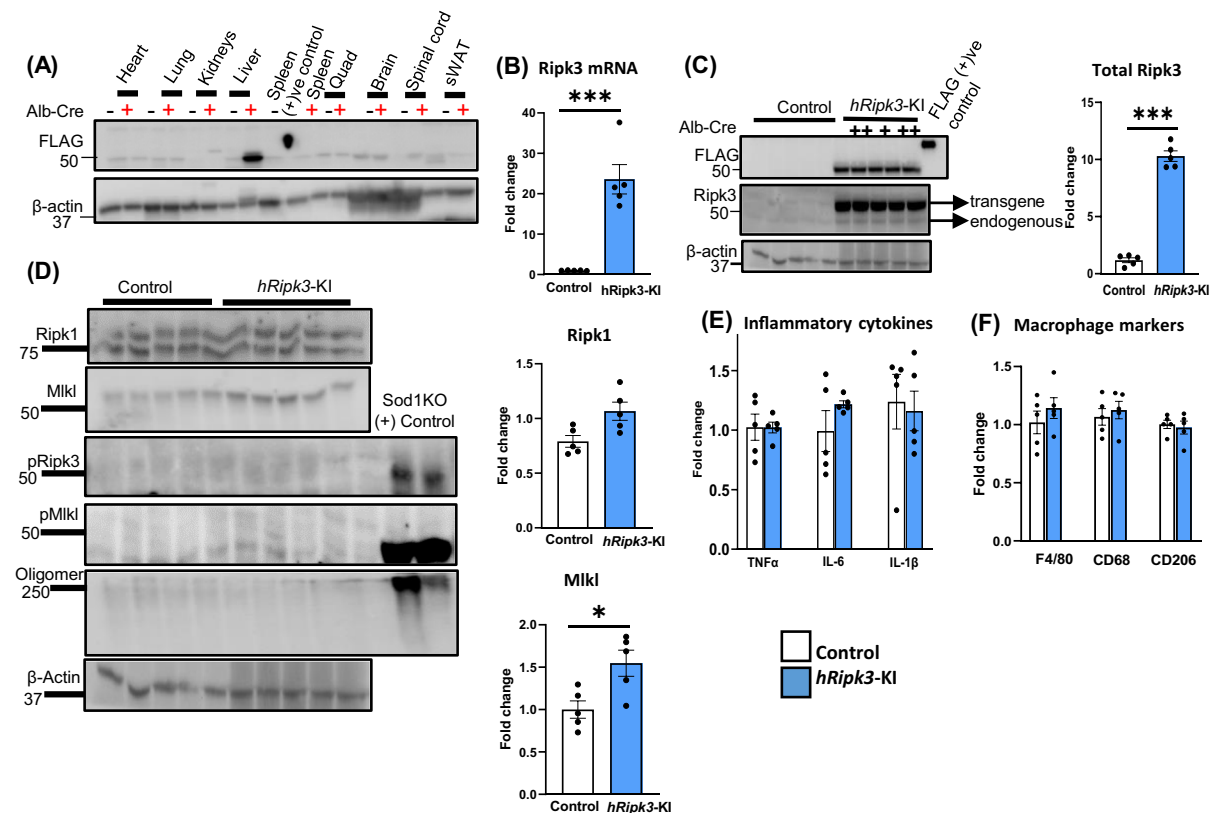 (A)
Heart
Lung
Kidneys
Liver
Spleen
(+)ve control
Spleen
Quad
Brain
Spinal cord
sWAT
Alb-Cre - + - + - + - + - + + - + - + - +
FLAG
50
β-actin
37
(B)
Ripk3 mRNA
***
Fold change
40
30
20
10
0
Control
hRipk3-KI
(C)
Control
hRipk3-KI
FLAG (+)ve
control
Alb-Cre
++ + ++
FLAG
50
Ripk3
50
transgene
endogenous
β-actin
37
Total Ripk3
***
Fold change
15
10
5
0
Control
hRipk3-KI
(D)
Control
hRipk3-KI
Ripk1
75
Mlkl
50
Sod1KO
(+) Control
pRipk3
50
pMlkl
50
Oligomer
250
β-Actin
37
Ripk1
Fold change
1.5
1.0
0.5
0.0
Control
hRipk3-KI
Mlkl
*
Fold change
2.0
1.5
1.0
0.5
0.0
Control
hRipk3-KI
(E)
Inflammatory cytokines
Fold change
1.5
1.0
0.5
0.0
TNFα
IL-6
IL-1β
(F)
Macrophage markers
Fold change
1.5
1.0
0.5
0.0
F4/80
CD68
CD206
Control
hRipk3-KI